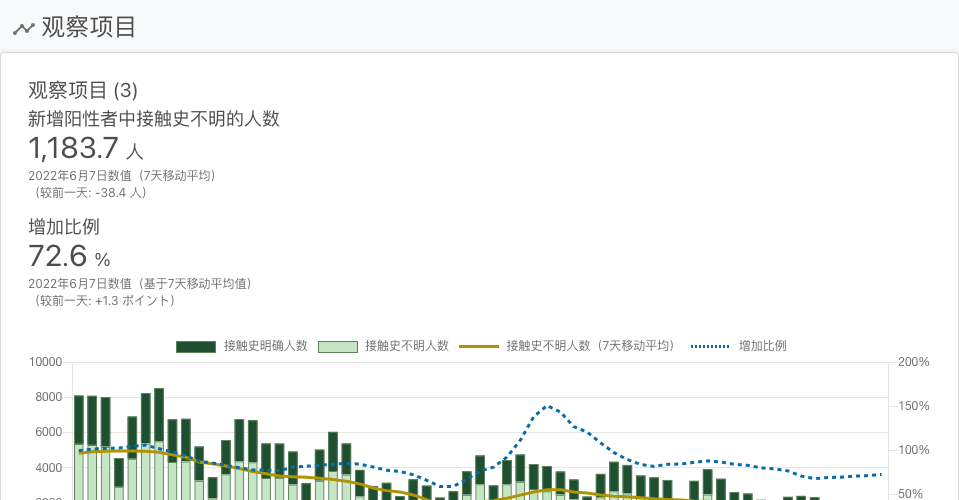 观察项目
观察项目 (3)
新增阳性者中接触史不明的人数
1,183.7 人
2022年6月7日数值（7天移动平均）
（较前一天: -38.4 人）
增加比例
72.6 %
2022年6月7日数值（基于7天移动平均值）
（较前一天: +1.3 ポイント）
接触史明确人数 接触史不明人数 接触史不明人数（7天移动平均） 增加比例
10000 200%
8000
150%
6000
100%
4000
50%